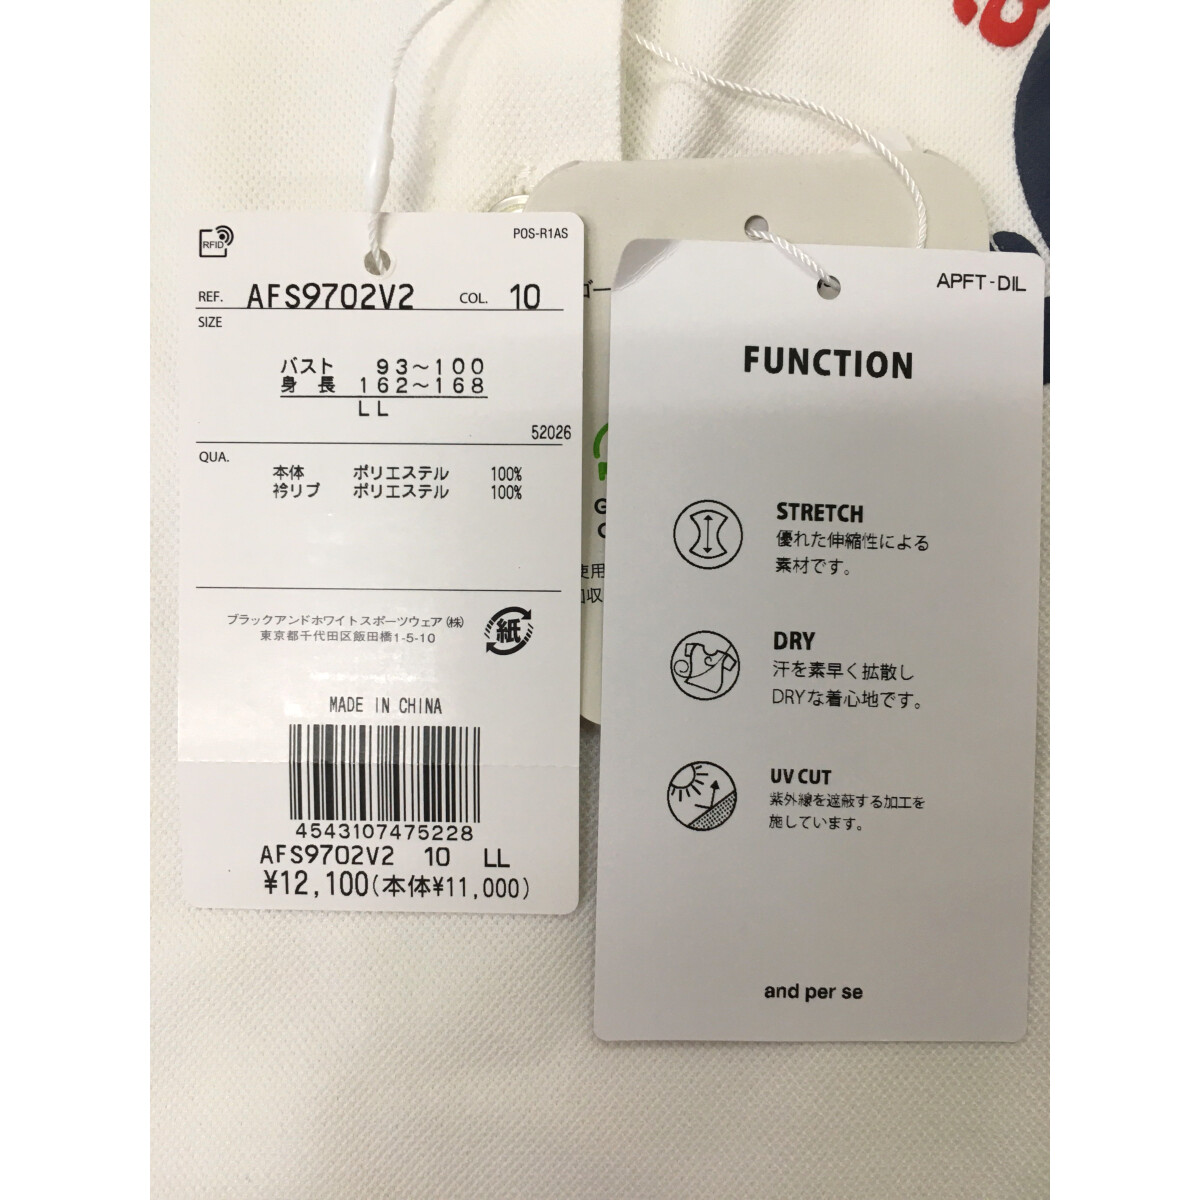 RFID
POS-R1AS
REF. AFS9702V2 COL. 10
SIZE
バスト 93～100
身 長 162～168
LL
52026
QUA.
本体 ポリエステル 100%
衿リブ ポリエステル 100%
ブラックアンドホワイトスポーツウェア(株)
東京都千代田区飯田橋1-5-10
紙
MADE IN CHINA
4543107475228
AFS9702V2 10 LL
¥12,100(本体¥11,000)
APFT-DIL
FUNCTION
STRETCH
優れた伸縮性による
素材です。
DRY
汗を素早く拡散し
DRYな着心地です。
UV CUT
紫外線を遮蔽する加工を
施しています。
and per se